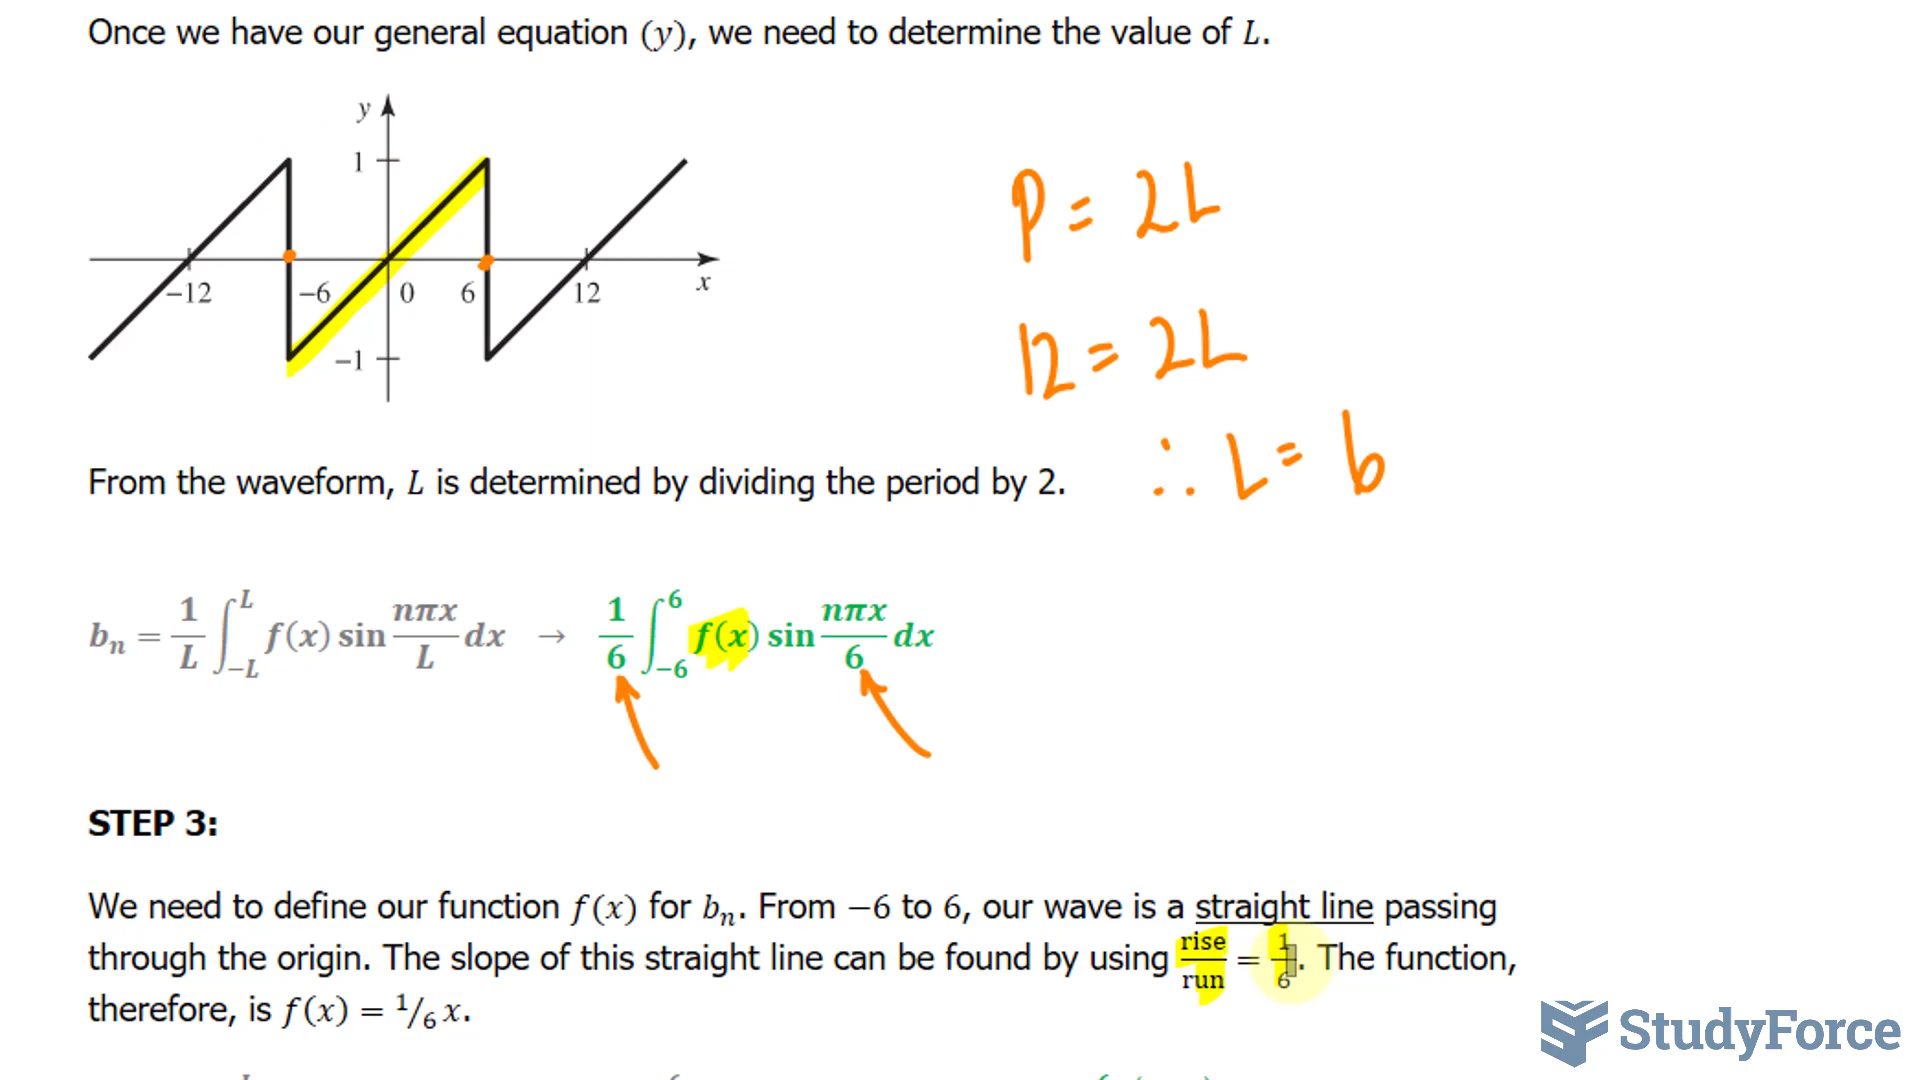 Once we have our general equation (y), we need to determine the value of L.
y
1
-12 -6 0 6 12 x
-1
P = 2L
12 = 2L
∴ L = 6
From the waveform, L is determined by dividing the period by 2.
bₙ = 1/L ∫_{-L}^{L} f(x) sin nπx/L dx → 1/6 ∫_{-6}^{6} f(x) sin nπx/6 dx
STEP 3:
We need to define our function f(x) for bₙ. From −6 to 6, our wave is a straight line passing
through the origin. The slope of this straight line can be found by using rise/run = 1/6. The function,
therefore, is f(x) = 1/6 x.
StudyForce